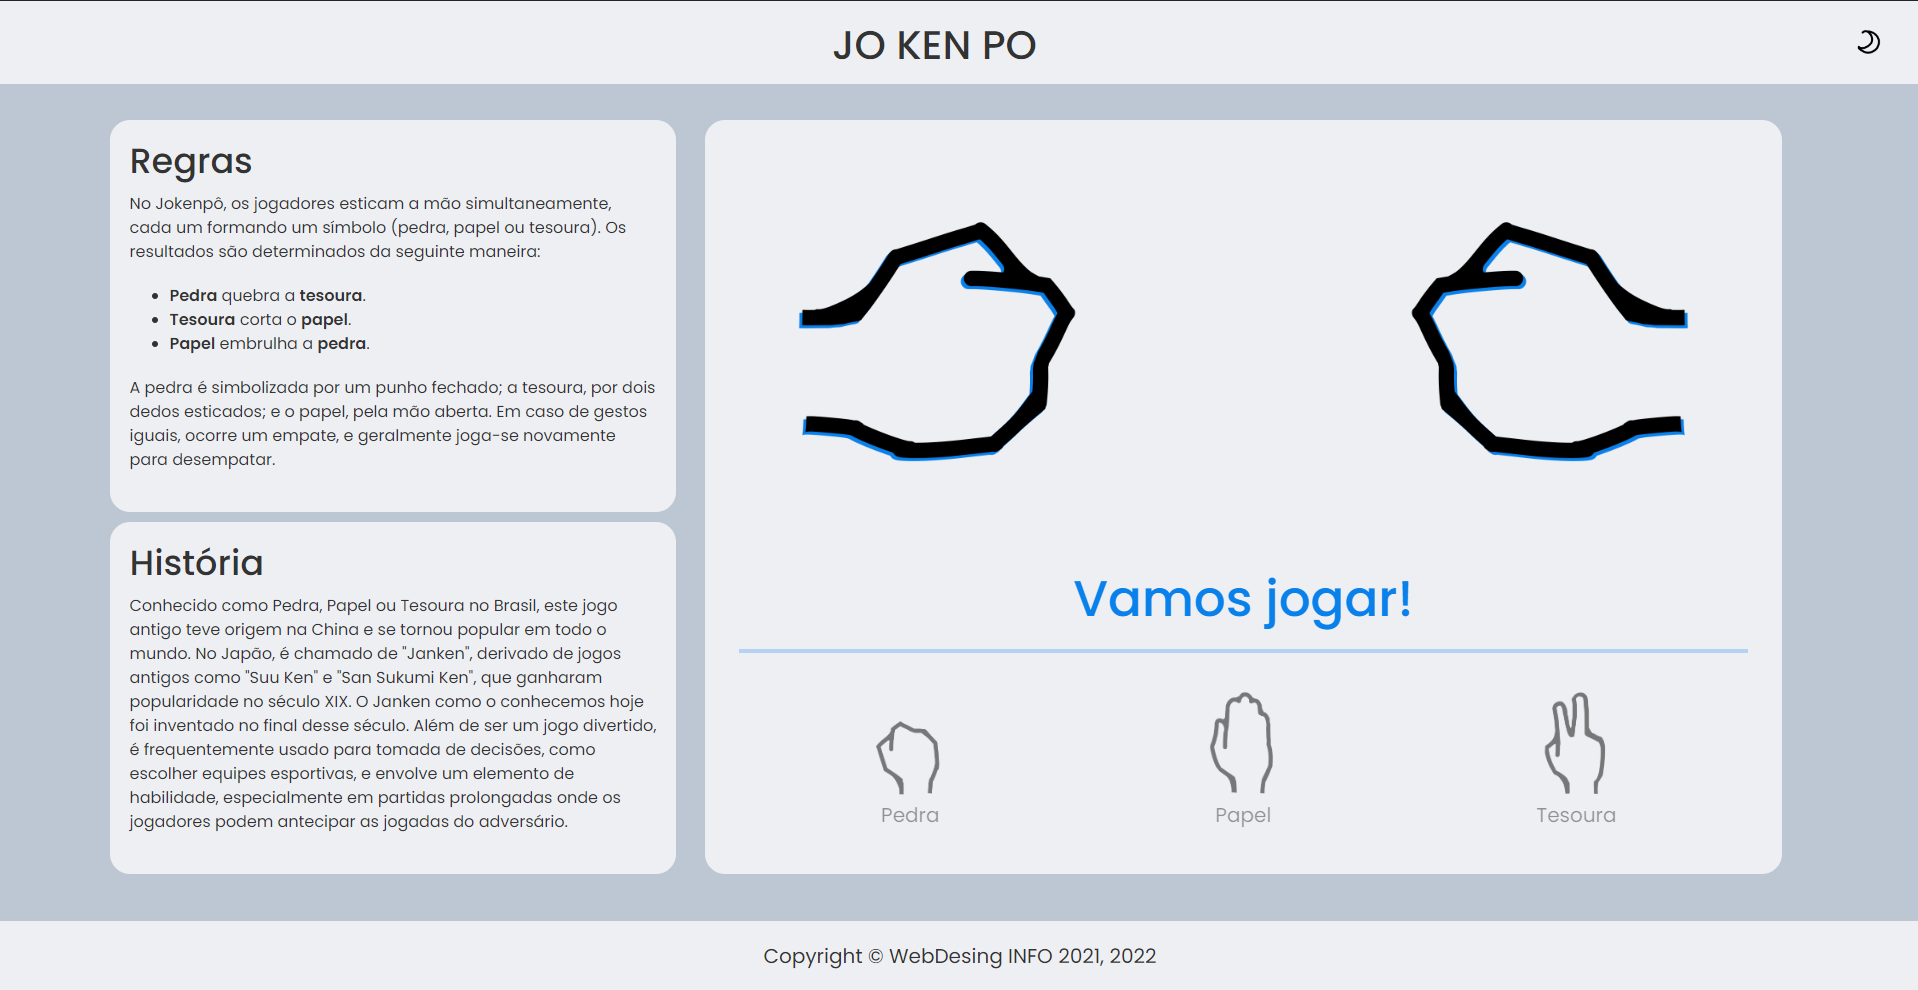 JO KEN PO
Regras
No Jokenpô, os jogadores esticam a mão simultaneamente,
cada um formando um símbolo (pedra, papel ou tesoura). Os
resultados são determinados da seguinte maneira:
• Pedra quebra a tesoura.
• Tesoura corta o papel.
• Papel embrulha a pedra.
A pedra é simbolizada por um punho fechado; a tesoura, por dois
dedos esticados; e o papel, pela mão aberta. Em caso de gestos
iguais, ocorre um empate, e geralmente joga-se novamente
para desempatar.
História
Conhecido como Pedra, Papel ou Tesoura no Brasil, este jogo
antigo teve origem na China e se tornou popular em todo o
mundo. No Japão, é chamado de "Janken", derivado de jogos
antigos como "Suu Ken" e "San Sukumi Ken", que ganharam
popularidade no século XIX. O Janken como o conhecemos hoje
foi inventado no final desse século. Além de ser um jogo divertido,
é frequentemente usado para tomada de decisões, como
escolher equipes esportivas, e envolve um elemento de
habilidade, especialmente em partidas prolongadas onde os
jogadores podem antecipar as jogadas do adversário.
Vamos jogar!
Pedra
Papel
Tesoura
Copyright © WebDesing INFO 2021, 2022